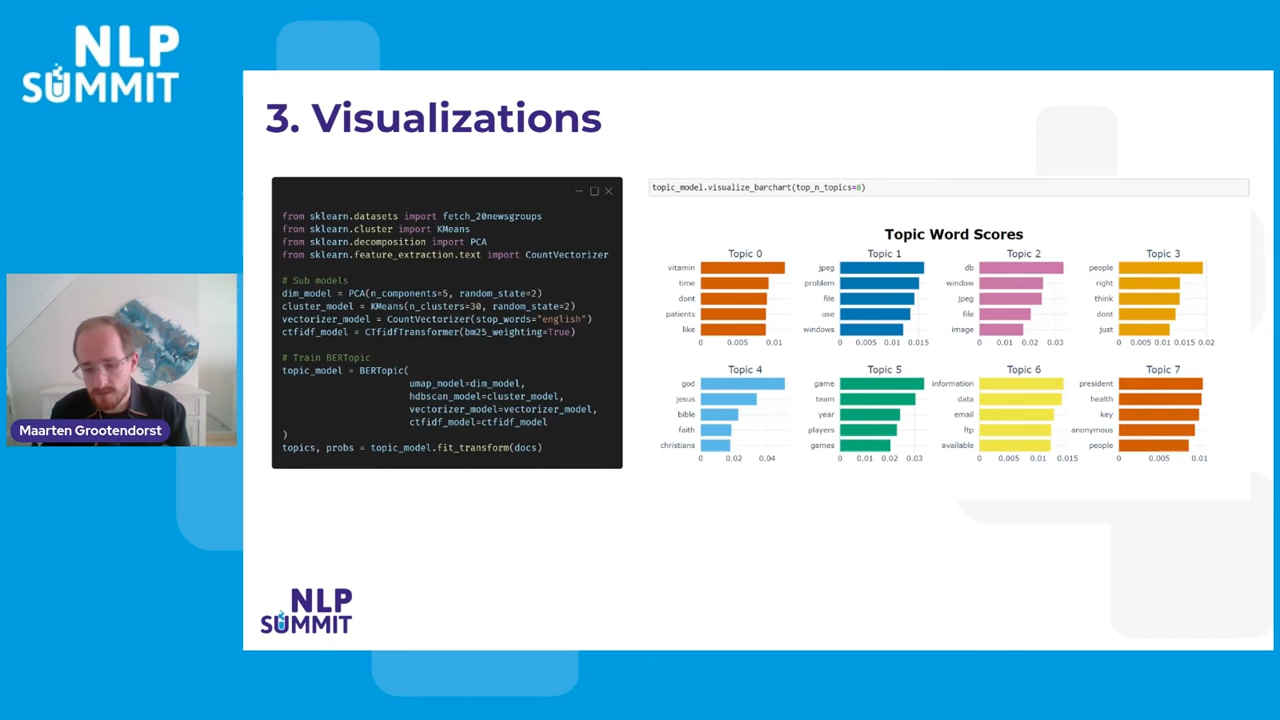 NLP
SUMMIT
3. Visualizations
from sklearn.datasets import fetch_20newsgroups
from sklearn.cluster import KMeans
from sklearn.decomposition import PCA
from sklearn.feature_extraction.text import CountVectorizer
# Sub models
dim_model = PCA(n_components=5, random_state=2)
cluster_model = KMeans(n_clusters=30, random_state=2)
vectorizer_model = CountVectorizer(stop_words="english")
ctfidf_model = CTfidfTransformer(bm25_weighting=True)
# Train BERTopic
topic_model = BERTopic(
umap_model=dim_model,
hdbscan_model=cluster_model,
vectorizer_model=vectorizer_model,
ctfidf_model=ctfidf_model
)
topics, probs = topic_model.fit_transform(docs)
topic_model.visualize_barchart(top_n_topics=8)
Topic Word Scores
Topic 0
vitamin
time
dont
patients
like
0 0.005 0.01
Topic 1
jpeg
problem
file
use
windows
0 0.005 0.01 0.015
Topic 2
db
window
jpeg
file
image
0 0.01 0.02 0.03
Topic 3
people
right
think
dont
just
0 0.005 0.01 0.015 0.02
Topic 4
god
jesus
bible
faith
christians
0 0.02 0.04
Topic 5
game
team
year
players
games
0 0.01 0.02 0.03
Topic 6
information
data
email
ftp
available
0 0.005 0.01 0.015
Topic 7
president
health
key
anonymous
people
0 0.005 0.01
Maarten Grootendorst
NLP
SUMMIT